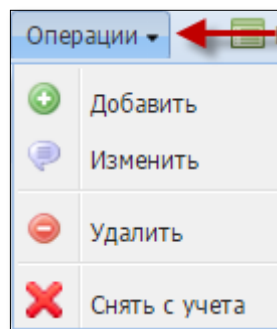 Операции
Добавить
Изменить
Удалить
Снять с учета